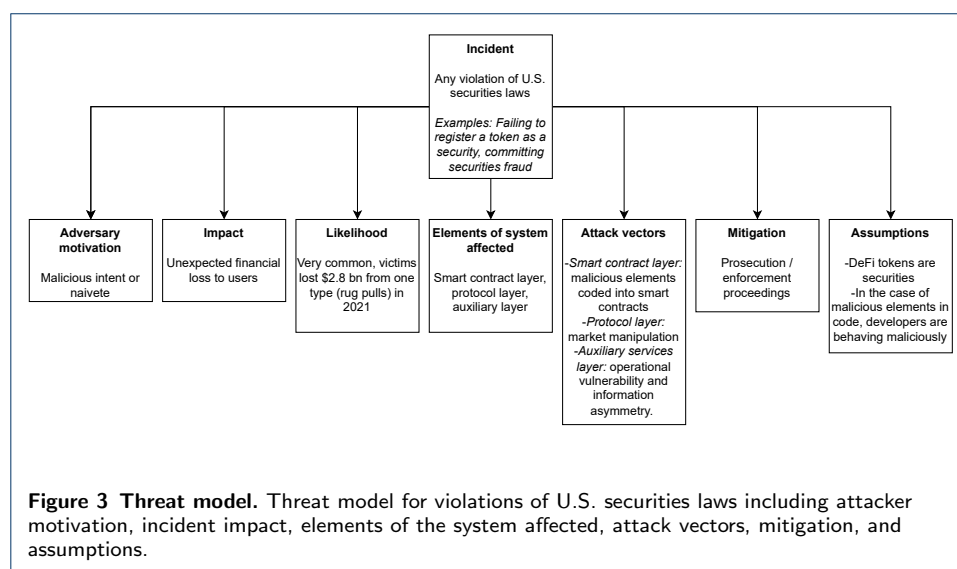 Incident
Any violation of U.S.
securities laws
Examples: Failing to
register a token as a
security, committing
securities fraud
Adversary
motivation
Malicious intent or
naivete
Impact
Unexpected financial
loss to users
Likelihood
Very common, victims
lost $2.8 bn from one
type (rug pulls) in
2021
Elements of system
affected
Smart contract layer,
protocol layer,
auxiliary layer
Attack vectors
-Smart contract layer:
malicious elements
coded into smart
contracts
-Protocol layer:
market manipulation
-Auxiliary services
layer: operational
vulnerability and
information
asymmetry.
Mitigation
Prosecution /
enforcement
proceedings
Assumptions
-DeFi tokens are
securities
-In the case of
malicious elements in
code, developers are
behaving maliciously
Figure 3 Threat model. Threat model for violations of U.S. securities laws including attacker
motivation, incident impact, elements of the system affected, attack vectors, mitigation, and
assumptions.